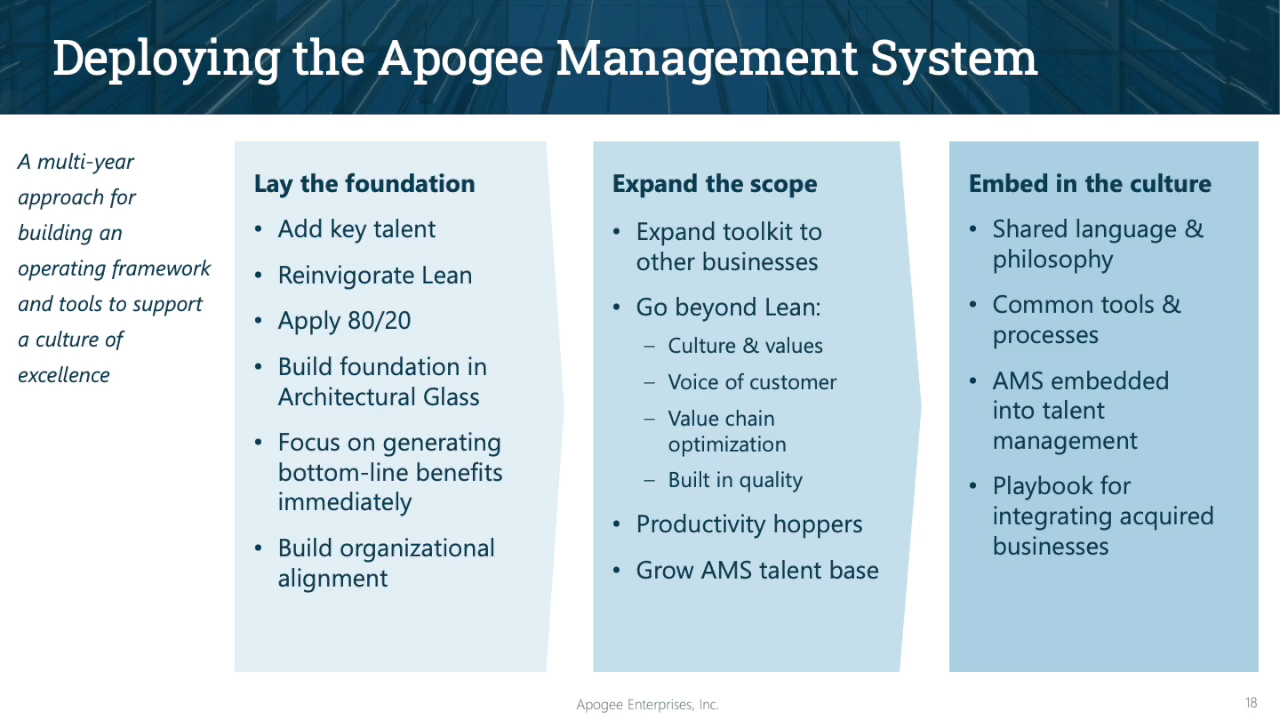 Deploying the Apogee Management System
A multi-year
approach for
building an
operating framework
and tools to support
a culture of
excellence
Lay the foundation
• Add key talent
• Reinvigorate Lean
• Apply 80/20
• Build foundation in
Architectural Glass
• Focus on generating
bottom-line benefits
immediately
• Build organizational
alignment
Expand the scope
• Expand toolkit to
other businesses
• Go beyond Lean:
– Culture & values
– Voice of customer
– Value chain
optimization
– Built in quality
• Productivity hoppers
• Grow AMS talent base
Embed in the culture
• Shared language &
philosophy
• Common tools &
processes
• AMS embedded
into talent
management
• Playbook for
integrating acquired
businesses
Apogee Enterprises, Inc.
18